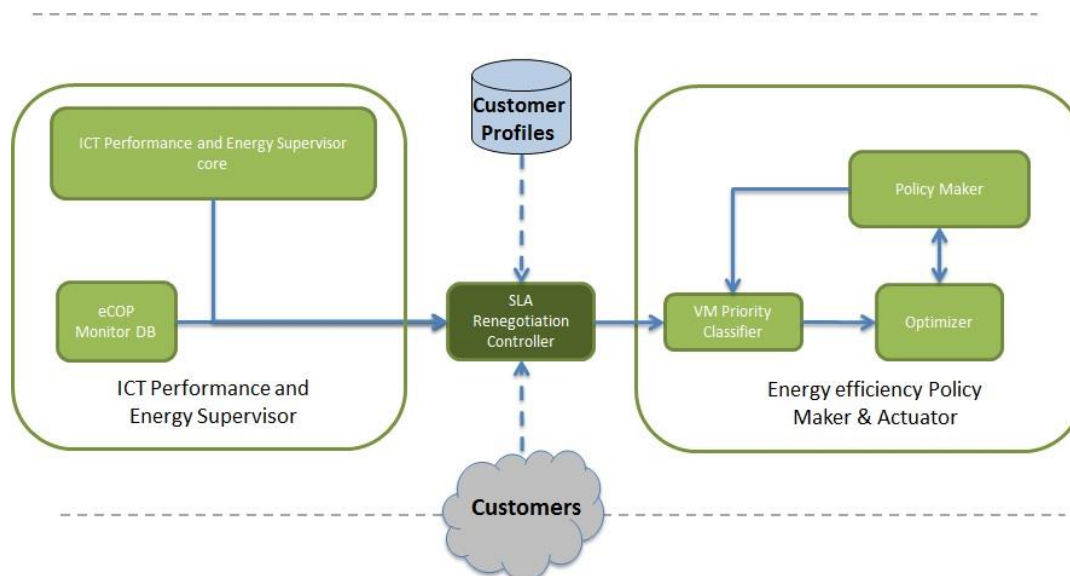 Customer
Profiles
ICT Performance and Energy Supervisor
core
Policy Maker
eCOP
Monitor DB
SLA
Renegotiation
Controller
VM Priority
Classifier
Optimizer
ICT Performance and
Energy Supervisor
Energy efficiency Policy
Maker & Actuator
Customers